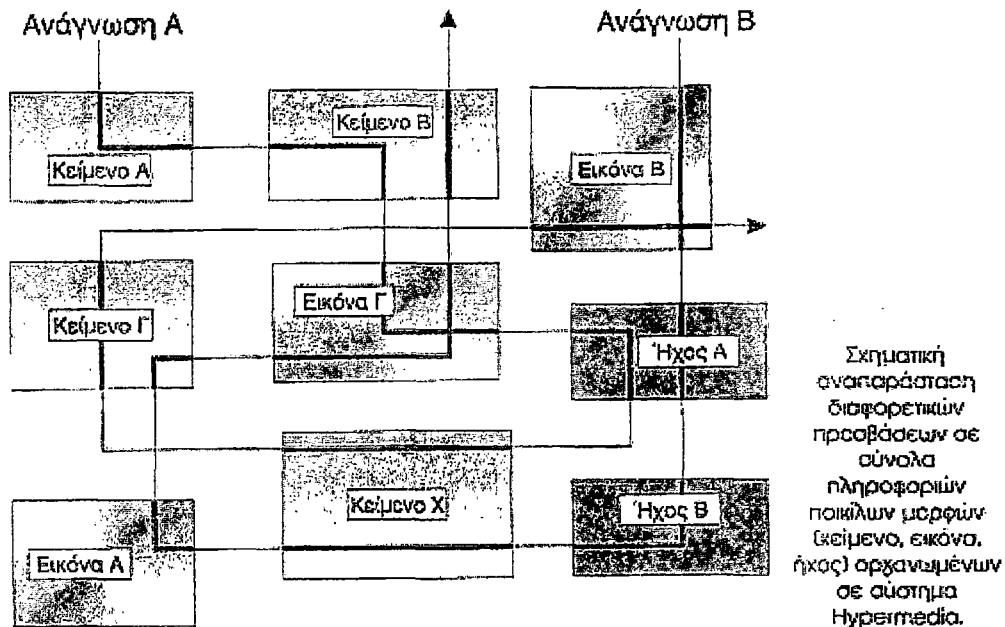 Ανάγνωση Α
Ανάγνωση Β
Κείμενο Α
Κείμενο Β
Εικόνα Β
Κείμενο Γ
Εικόνα Γ
Ήχος Α
Εικόνα Α
Κείμενο Χ
Ήχος Β
Σχηματική
αναπαράσταση
διαφορετικών
προσβάσεων σε
σύνολα
πληροφοριών
ποικίλων μορφών
(κείμενο, εικόνα,
ήχος) οργανωμένων
σε σύστημα
Hypermedia.